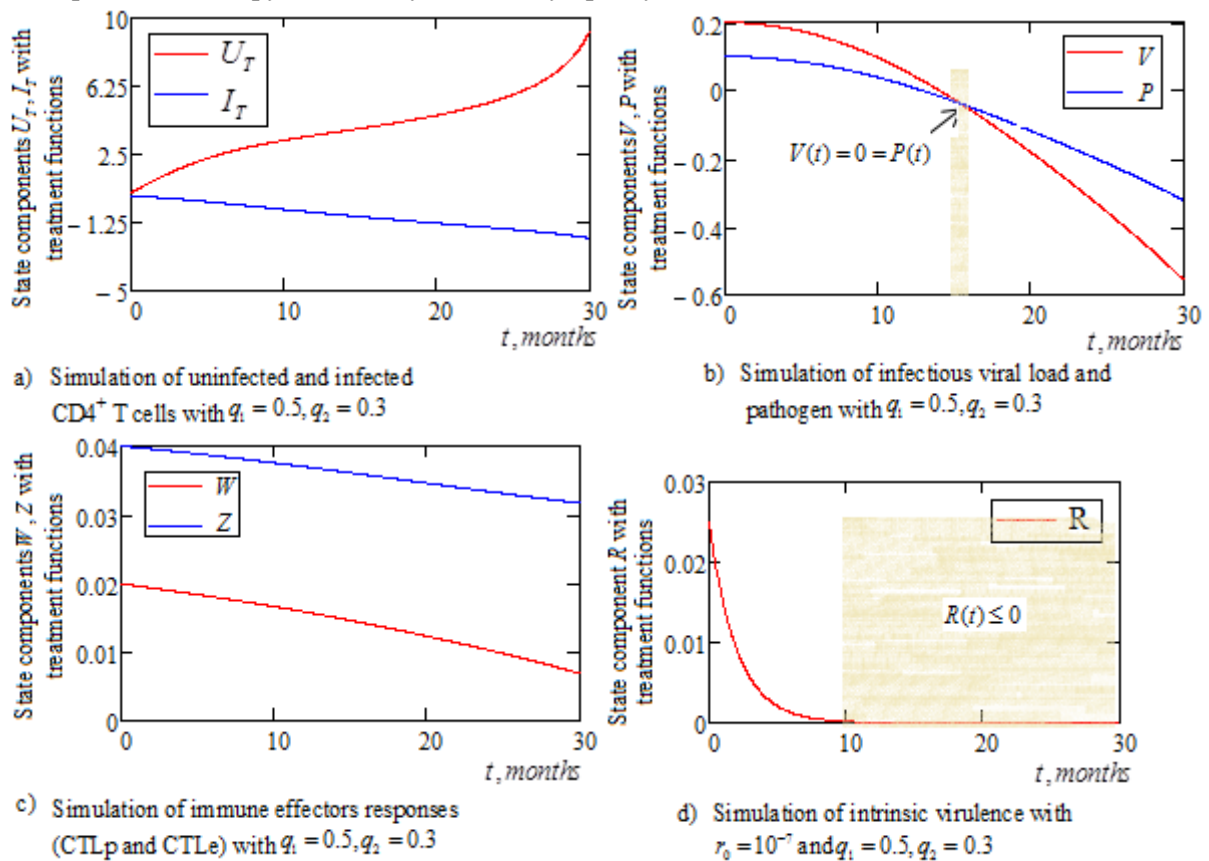 State components U_T, I_T with
treatment functions
10
6.25
2.5
−1.25
−5
U_T
I_T
0
10
20
30
t, months
a) Simulation of uninfected and infected
CD4⁺ T cells with q₁ = 0.5, q₂ = 0.3
State components V, P with
treatment functions
0.2
0
−0.2
−0.4
−0.6
V
P
V(t) = 0 = P(t)
0
10
20
30
t, months
b) Simulation of infectious viral load and
pathogen with q₁ = 0.5, q₂ = 0.3
State components W, Z with
treatment functions
0.04
0.03
0.02
0.01
0
W
Z
0
10
20
30
t, months
c) Simulation of immune effectors responses
(CTLp and CTLe) with q₁ = 0.5, q₂ = 0.3
State component R with
treatment functions
0.03
0.02
0.01
0
R
R(t) ≤ 0
0
10
20
30
t, months
d) Simulation of intrinsic virulence with
r₀ = 10⁻⁷ and q₁ = 0.5, q₂ = 0.3